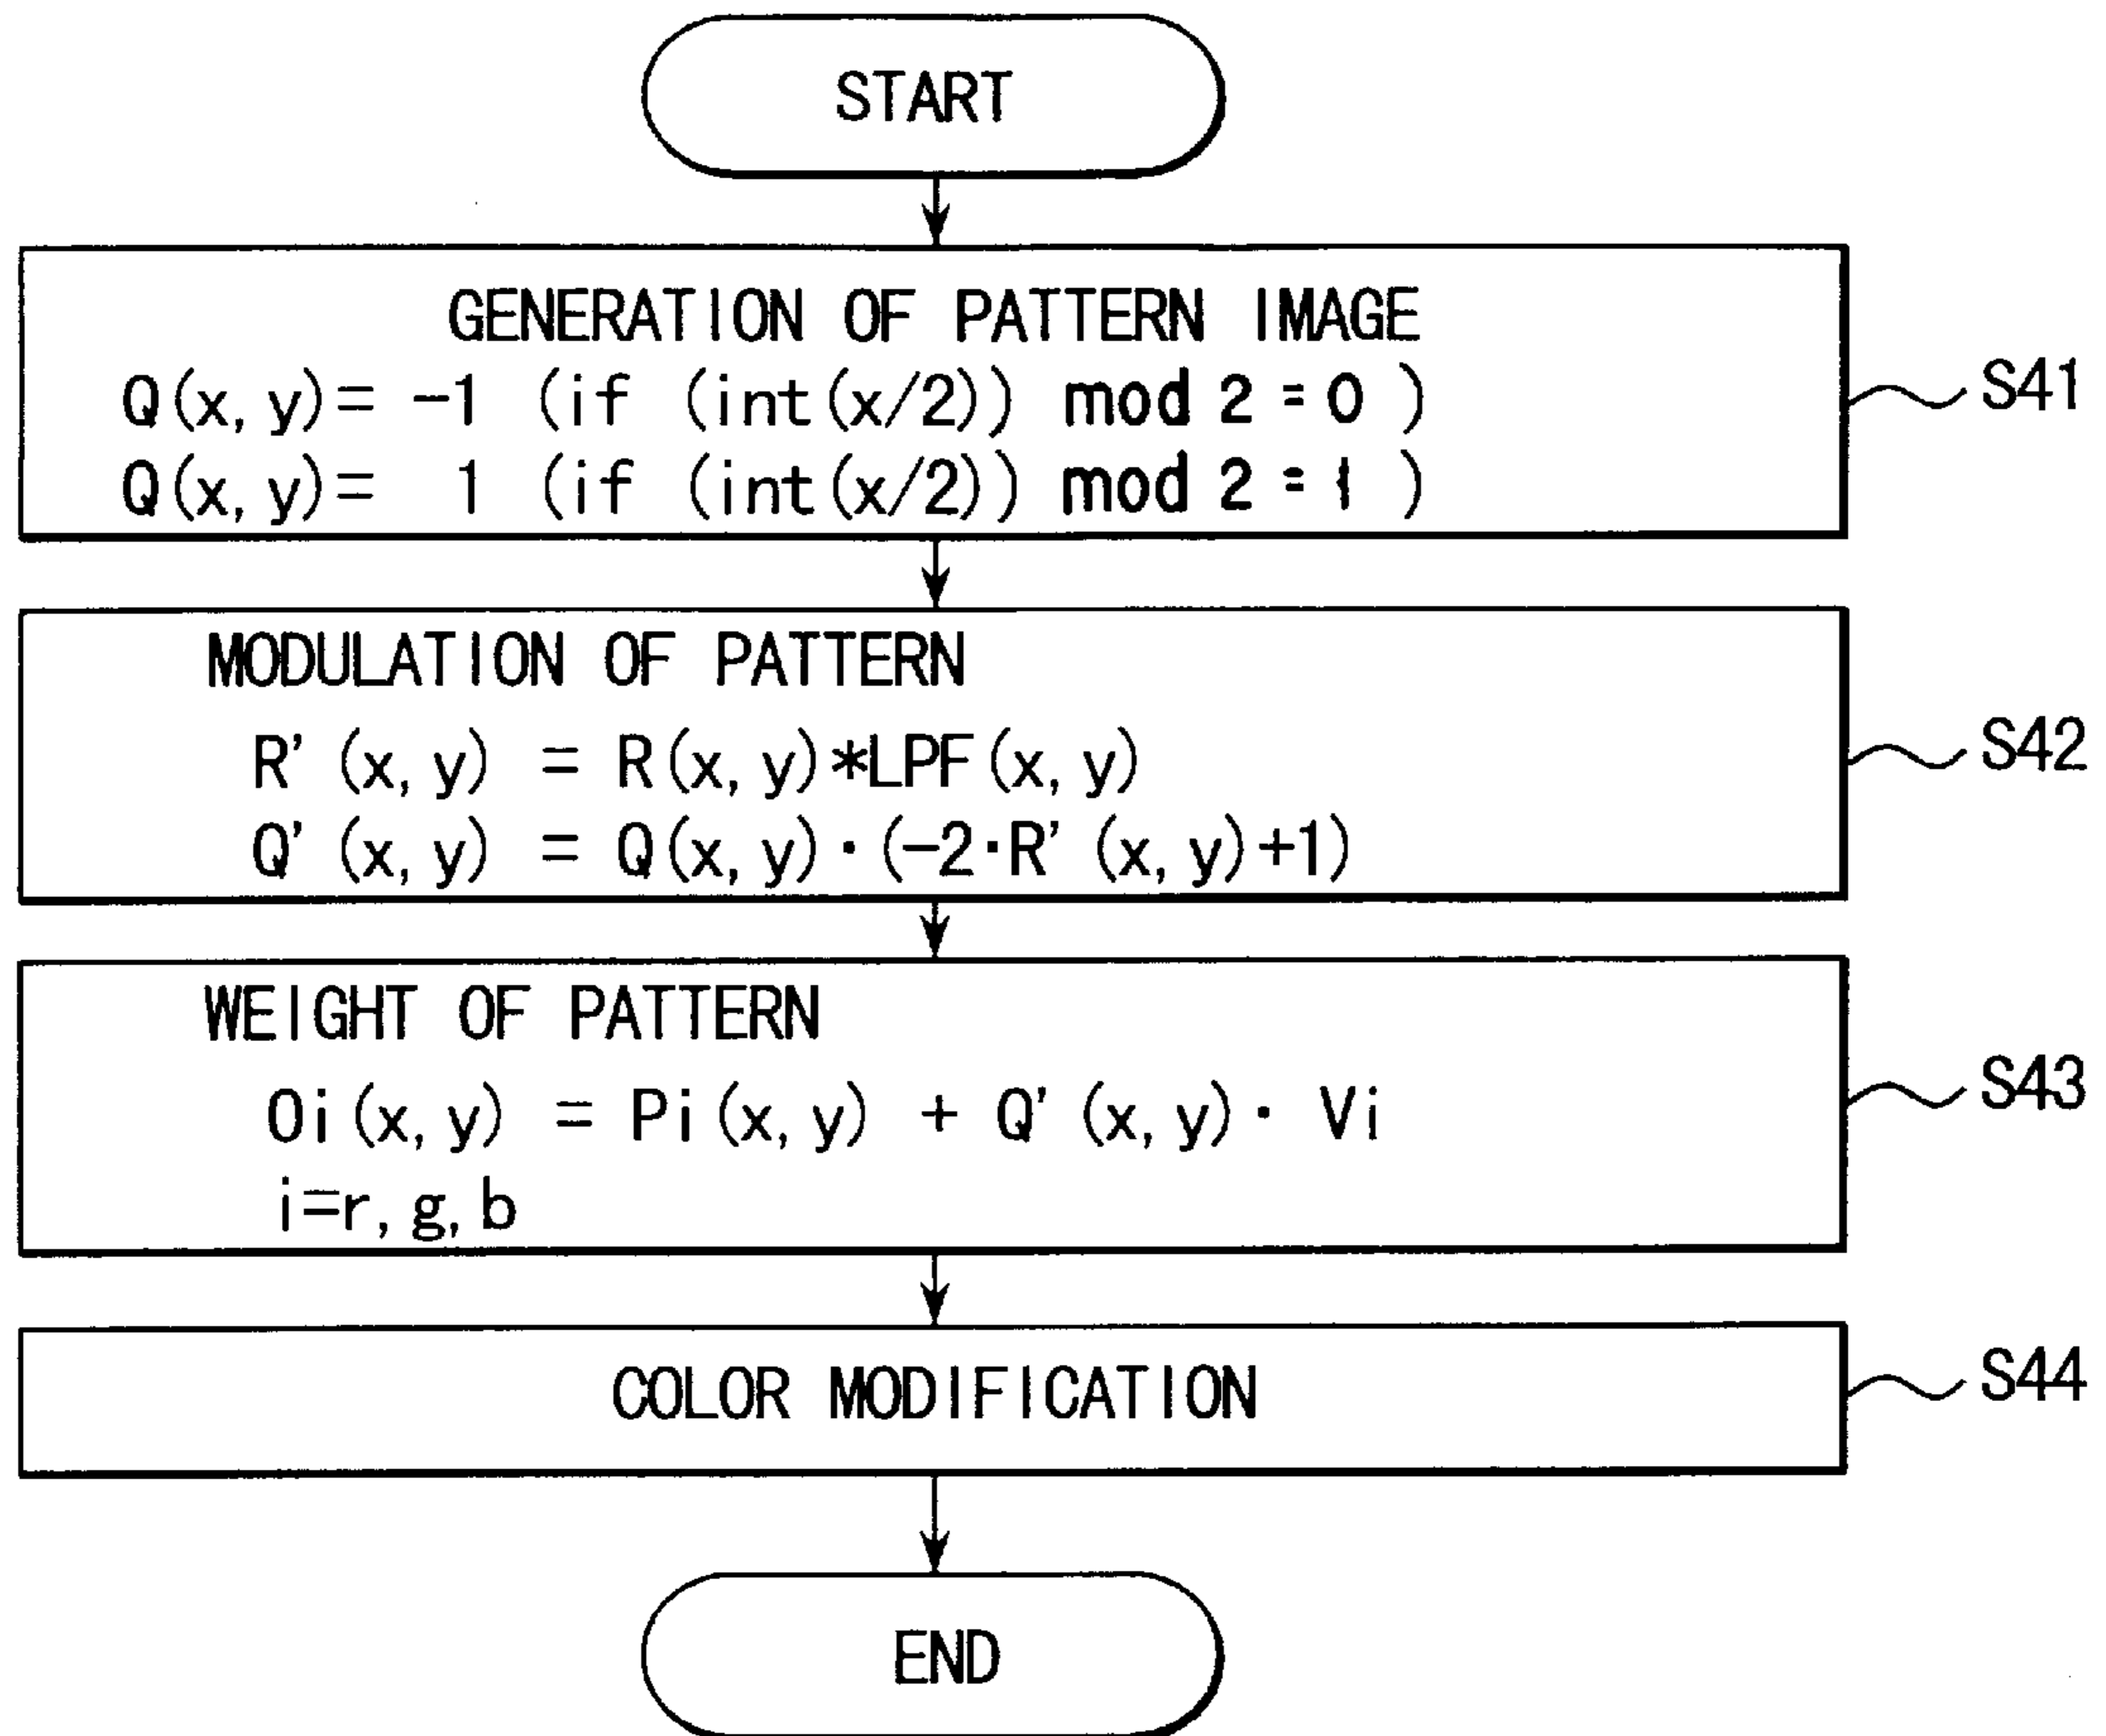 START
GENERATION OF PATTERN IMAGE
Q(x, y)= -1 (if (int(x/2)) mod 2 = 0 )
Q(x, y)= 1 (if (int(x/2)) mod 2 = 1 )
S41
MODULATION OF PATTERN
R' (x, y) = R(x, y)*LPF(x, y)
Q' (x, y) = Q(x, y)·(-2·R' (x, y)+1)
S42
WEIGHT OF PATTERN
Oi(x, y) = Pi(x, y) + Q' (x, y)· Vi
i=r, g, b
S43
COLOR MODIFICATION
S44
END